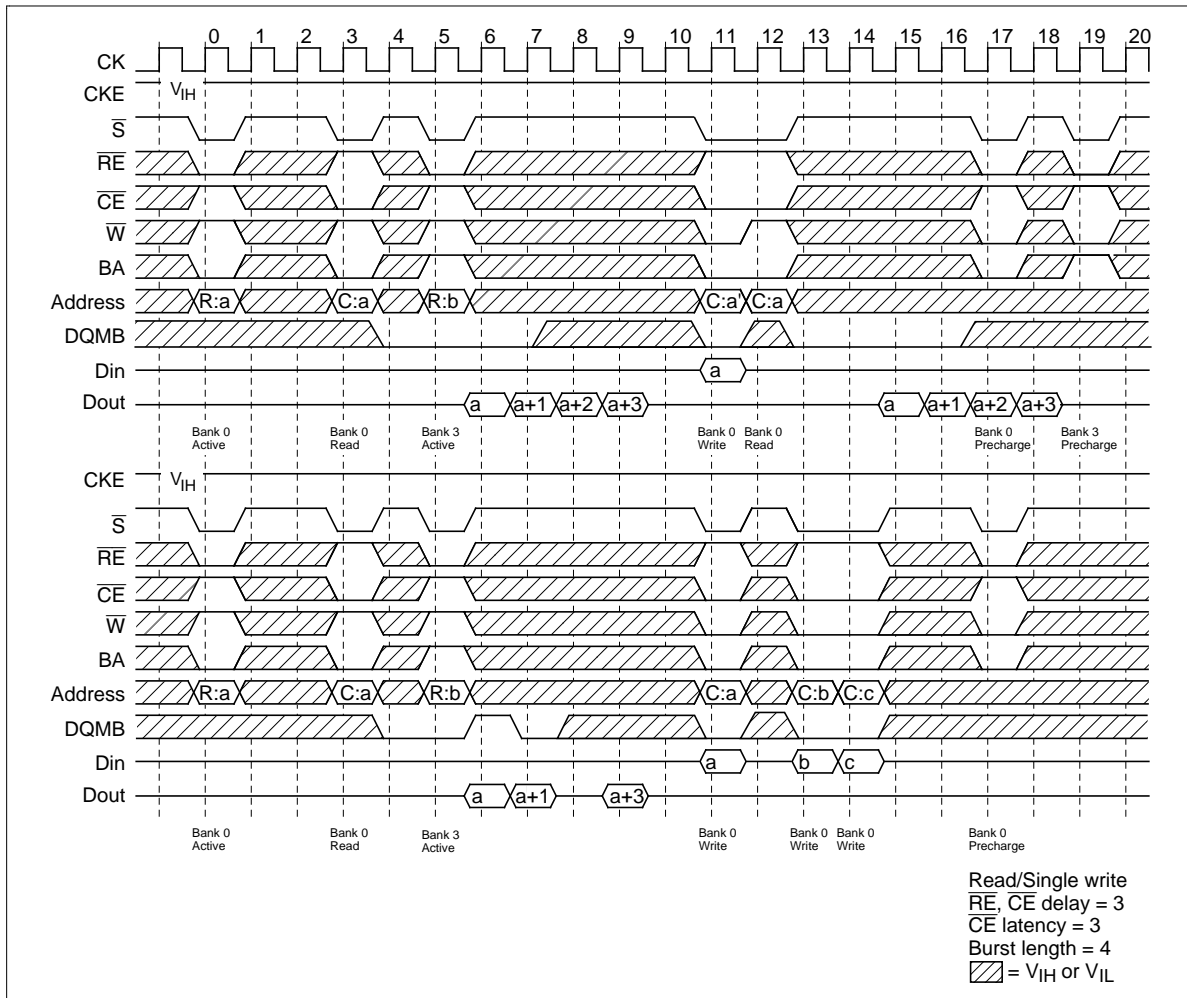 0 1 2 3 4 5 6 7 8 9 10 11 12 13 14 15 16 17 18 19 20
CK
CKE VIH
S
RE
CE
W
BA
Address R:a C:a R:b C:a' C:a
DQMB
Din a
Dout a a+1 a+2 a+3 a a+1 a+2 a+3
Bank 0 Active Bank 0 Read Bank 3 Active Bank 0 Write Bank 0 Read Bank 0 Precharge Bank 3 Precharge
CKE VIH
S
RE
CE
W
BA
Address R:a C:a R:b C:a C:b C:c
DQMB
Din a b c
Dout a a+1 a+3
Bank 0 Active Bank 0 Read Bank 3 Active Bank 0 Write Bank 0 Write Bank 0 Write Bank 0 Precharge
Read/Single write
RE, CE delay = 3
CE latency = 3
Burst length = 4
= VIH or VIL